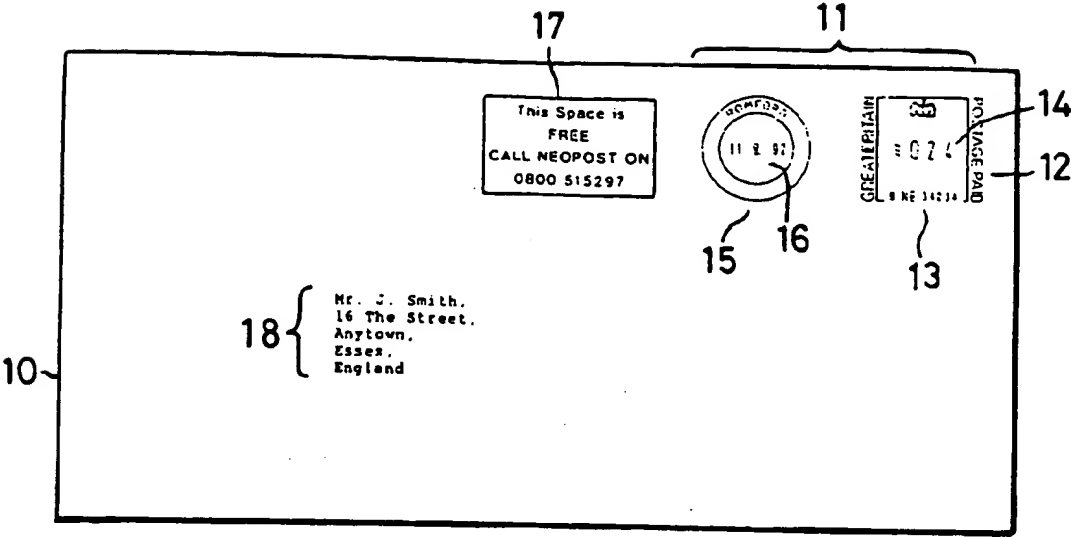 17
11
This Space is
FREE
CALL NEOPOST ON
0800 515297
ROMFORD
GREAT BRITAIN
POSTAGE PAID
14
12
15
16
13
18
Mr. J. Smith,
16 The Street,
Anytown,
Essex,
England
10